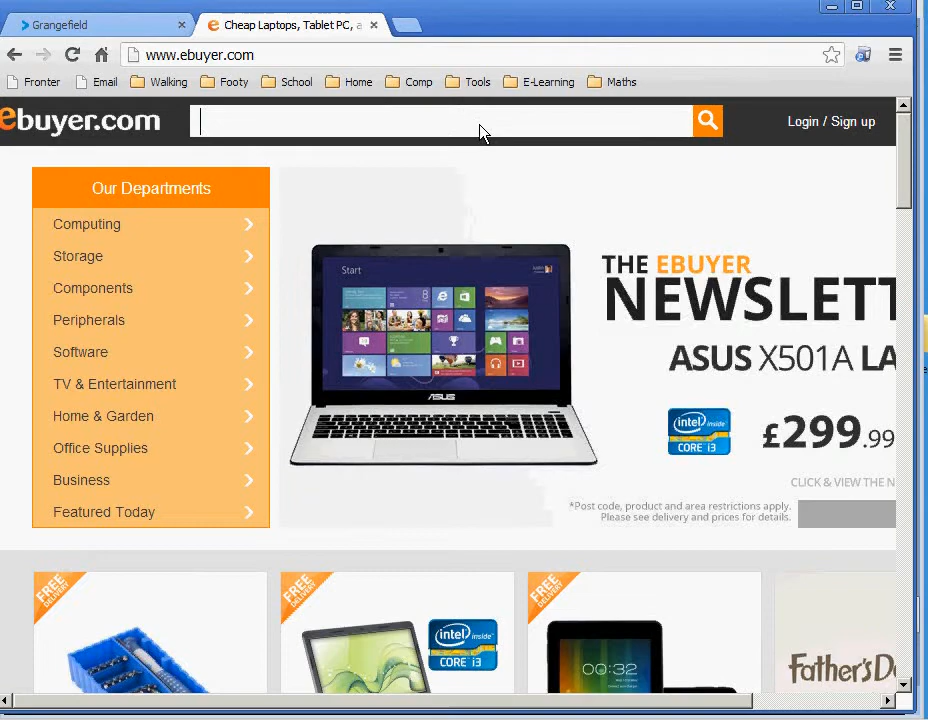 Grangefield
Cheap Laptops, Tablet PC, a
www.ebuyer.com
Fronter
Email
Walking
Footy
School
Home
Comp
Tools
E-Learning
Maths
ebuyer.com
Login / Sign up
Our Departments
Computing
Storage
Components
Peripherals
Software
TV & Entertainment
Home & Garden
Office Supplies
Business
Featured Today
Start
ASUS
THE EBUYER
NEWSLETT
ASUS X501A LA
intel inside
CORE i3
£299.99
CLICK & VIEW THE N
*Post code, product and area restrictions apply.
Please see delivery and prices for details.
FREE
DELIVERY
FREE
DELIVERY
intel inside
CORE i3
FREE
DELIVERY
00:32
Father's Da